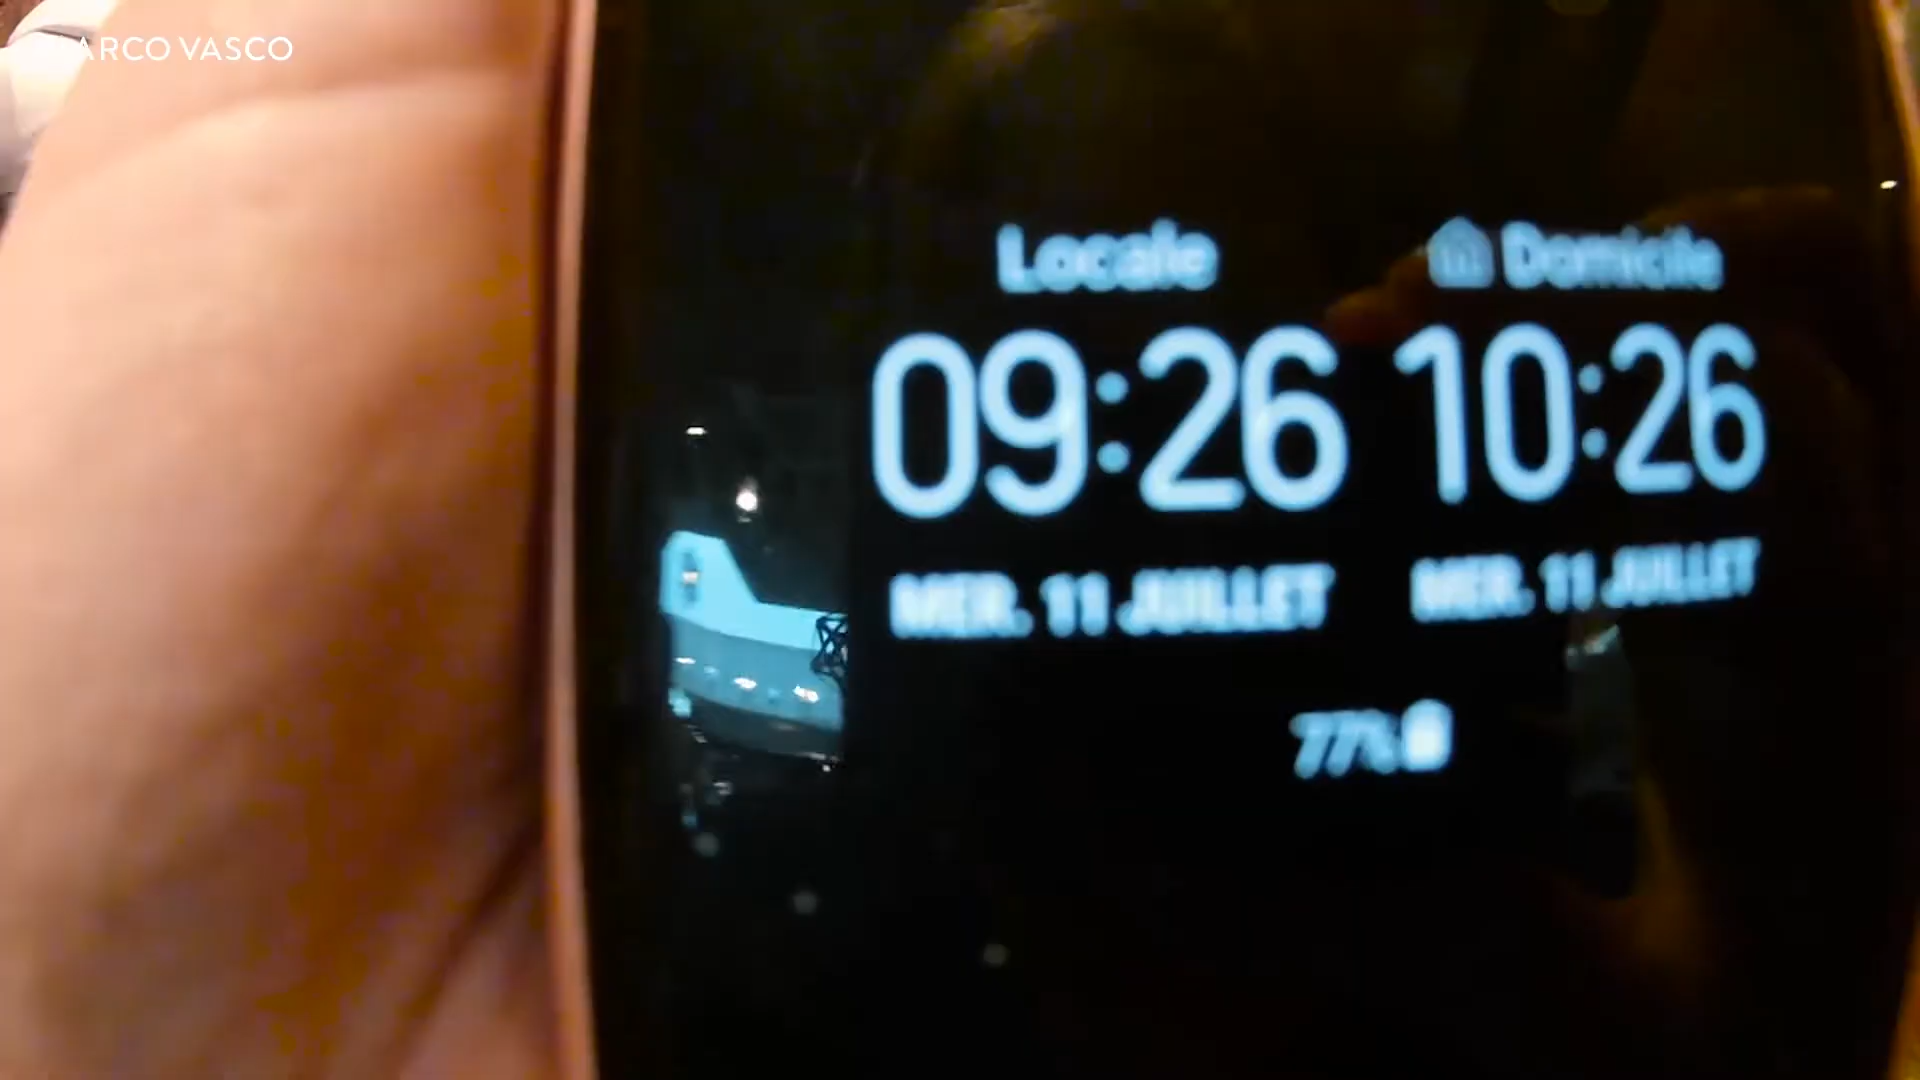 ARCO VASCO
Locale
Domicile
09:26
10:26
MER. 11 JUILLET
MER. 11 JUILLET
77%